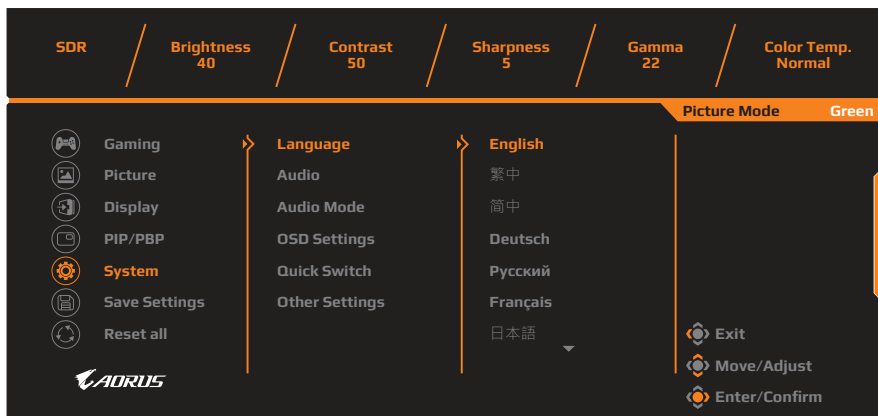 SDR
Brightness
40
Contrast
50
Sharpness
5
Gamma
22
Color Temp.
Normal
Picture Mode Green
Gaming
Picture
Display
PIP/PBP
System
Save Settings
Reset all
Language
Audio
Audio Mode
OSD Settings
Quick Switch
Other Settings
English
繁中
简中
Deutsch
Русский
Français
日本語
Exit
Move/Adjust
Enter/Confirm
AORUS